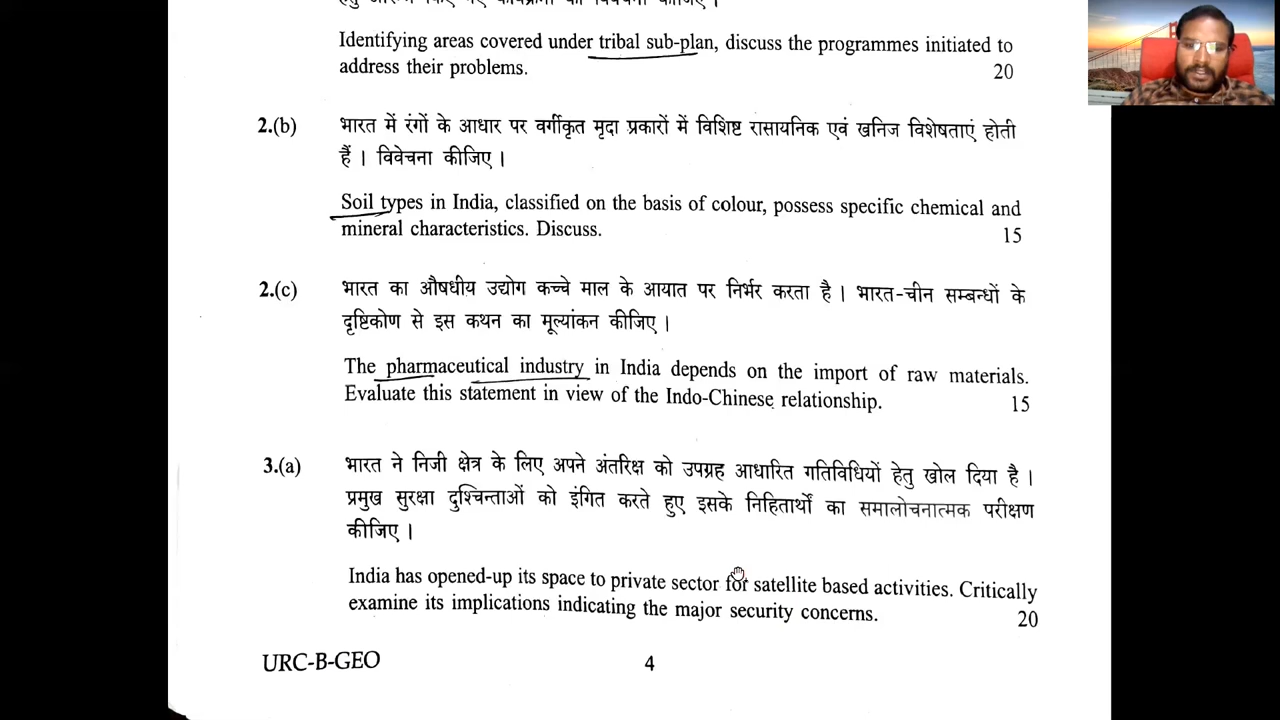 Identifying areas covered under tribal sub-plan, discuss the programmes initiated to
address their problems. 20
2.(b) भारत में रंगों के आधार पर वर्गीकृत मृदा प्रकारों में विशिष्ट रासायनिक एवं खनिज विशेषताएं होती
हैं । विवेचना कीजिए ।
Soil types in India, classified on the basis of colour, possess specific chemical and
mineral characteristics. Discuss. 15
2.(c) भारत का औषधीय उद्योग कच्चे माल के आयात पर निर्भर करता है । भारत-चीन सम्बन्धों के
दृष्टिकोण से इस कथन का मूल्यांकन कीजिए ।
The pharmaceutical industry in India depends on the import of raw materials.
Evaluate this statement in view of the Indo-Chinese relationship. 15
3.(a) भारत ने निजी क्षेत्र के लिए अपने अंतरिक्ष को उपग्रह आधारित गतिविधियों हेतु खोल दिया है ।
प्रमुख सुरक्षा दुश्चिन्ताओं को इंगित करते हुए इसके निहितार्थों का समालोचनात्मक परीक्षण
कीजिए ।
India has opened-up its space to private sector for satellite based activities. Critically
examine its implications indicating the major security concerns. 20
URC-B-GEO 4